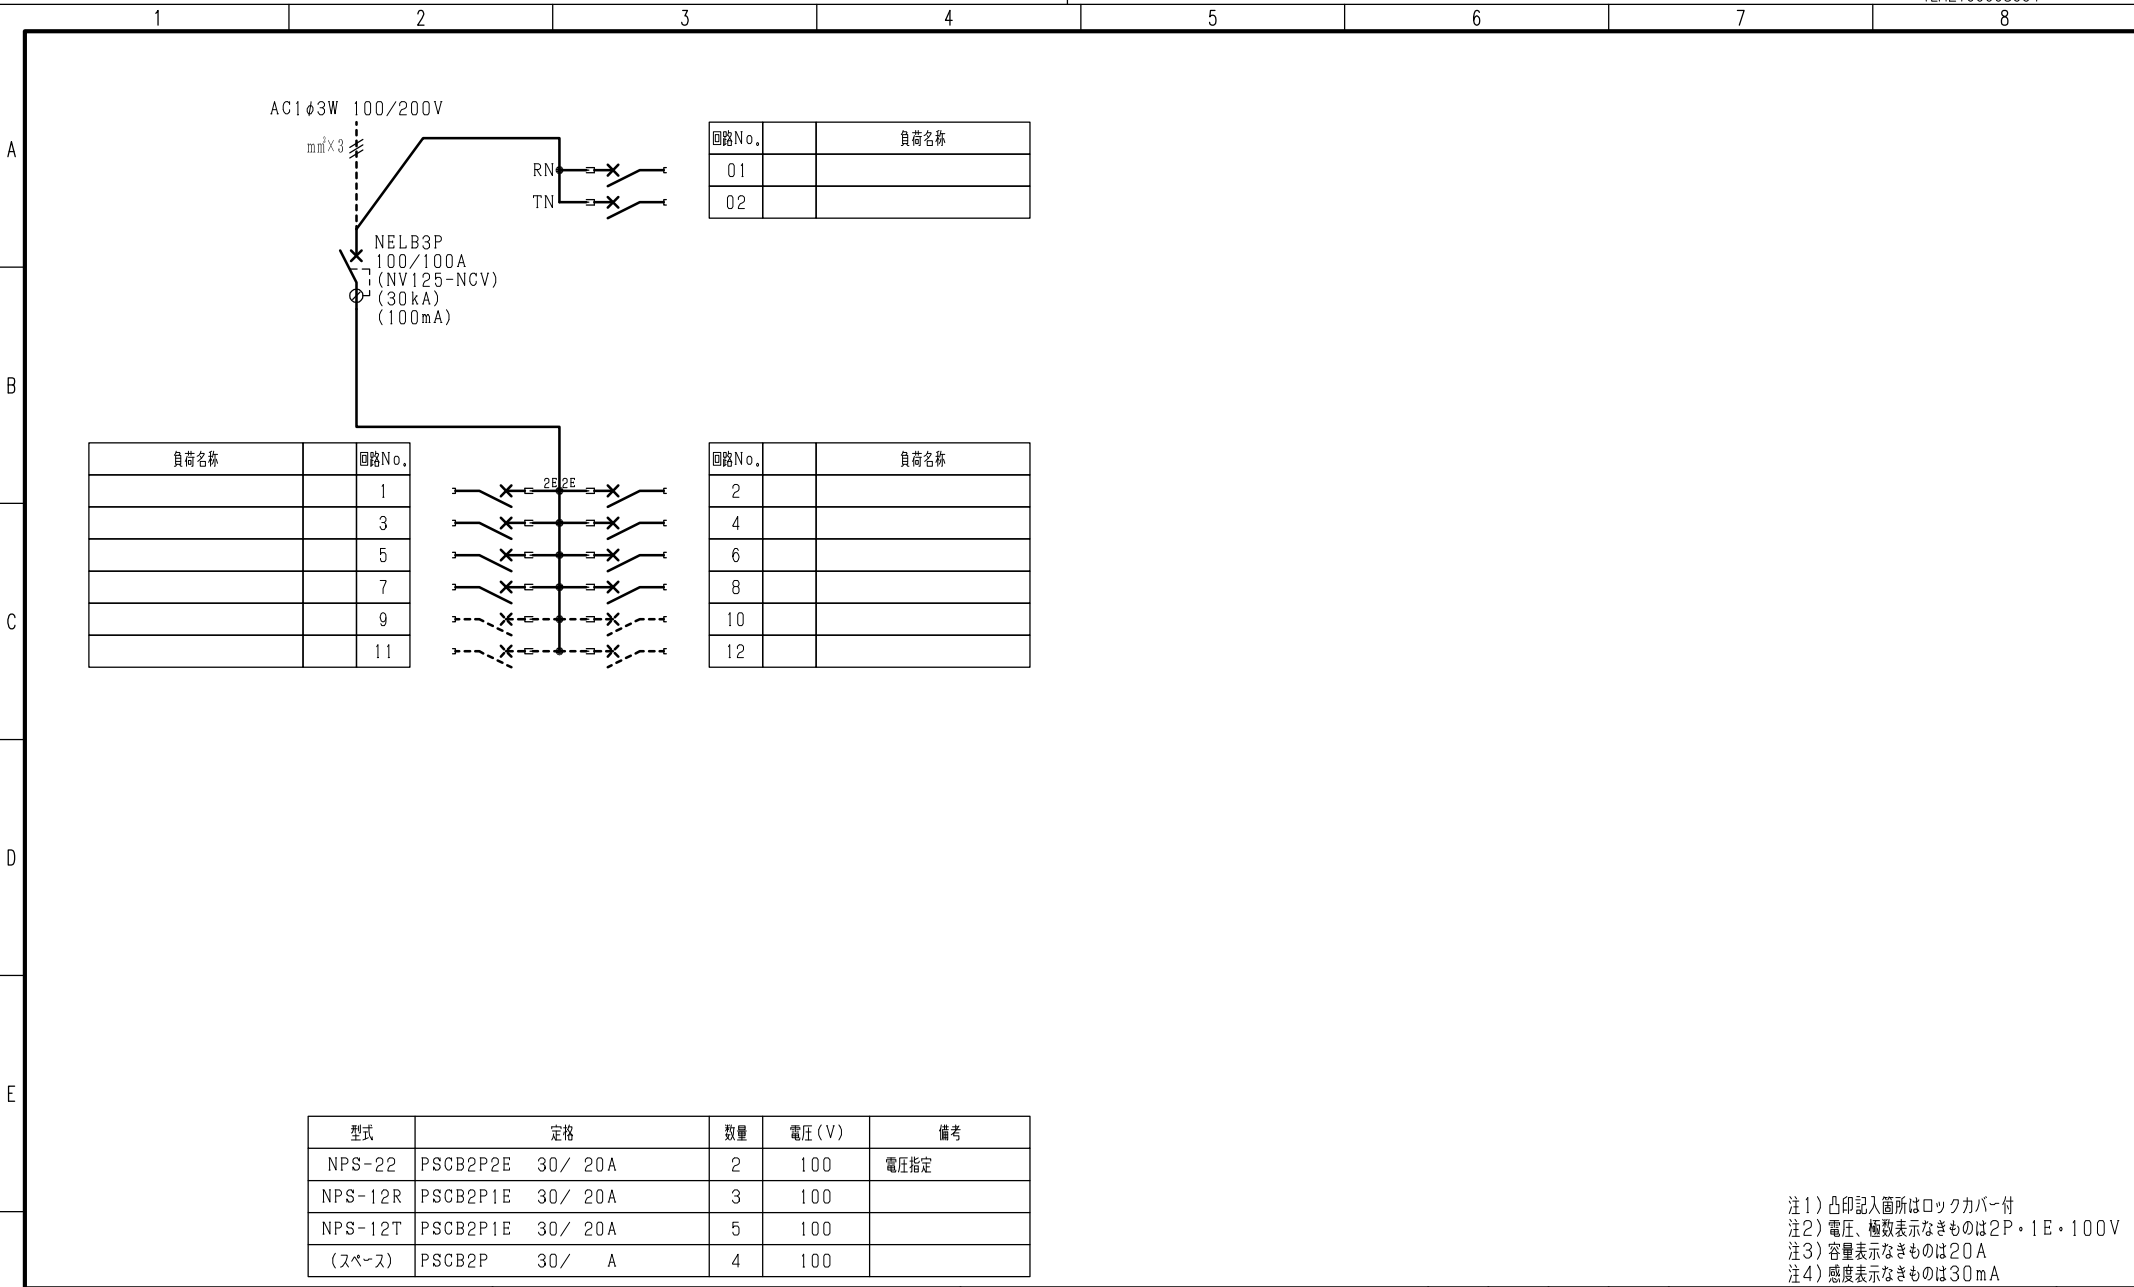 1 2 3 4 5 6 7 8
A
B
C
D
E
AC1φ3W 100/200V
mm²×3
RN
TN
回路No. 負荷名称
01
02
NELB3P
100/100A
(NV125-NCV)
(30kA)
(100mA)
負荷名称 回路No.
1
3
5
7
9
11
2E 2E
回路No. 負荷名称
2
4
6
8
10
12
型式 定格 数量 電圧(V) 備考
NPS-22 PSCB2P2E 30/ 20A 2 100 電圧指定
NPS-12R PSCB2P1E 30/ 20A 3 100
NPS-12T PSCB2P1E 30/ 20A 5 100
(スペース) PSCB2P 30/ A 4 100
注1)凸印記入箇所はロックカバー付
注2)電圧、極数表示なきものは2P・1E・100V
注3)容量表示なきものは20A
注4)感度表示なきものは30mA